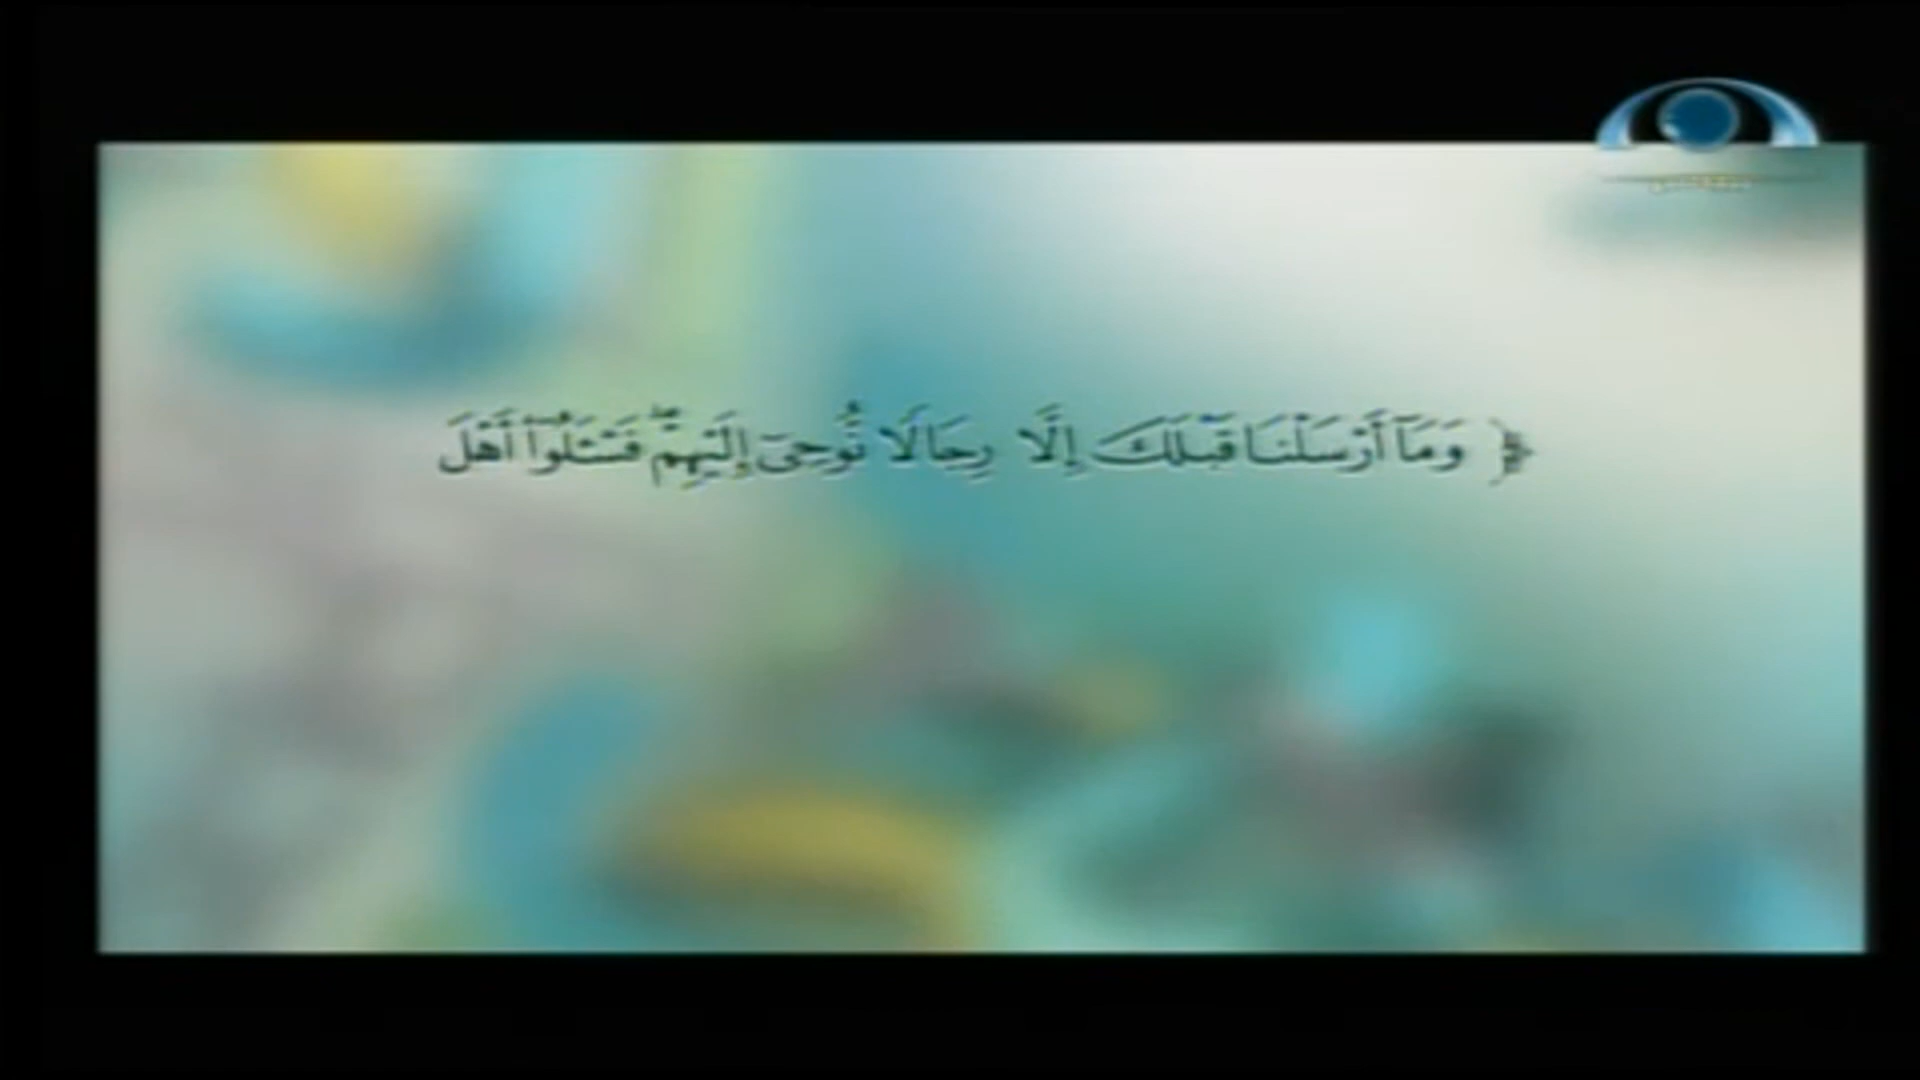 ﴿ وَمَآ أَرْسَلْنَا قَبْلَكَ إِلَّا رِجَالًا نُّوحِىٓ إِلَيْهِمْ ۖ فَسْـَٔلُوٓا۟ أَهْلَ